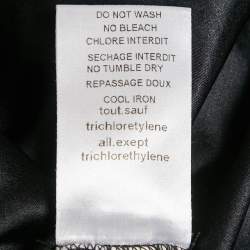 DO NOT WASH
NO BLEACH
CHLORE INTERDIT
SECHAGE INTERDIT
NO TUMBLE DRY
REPASSAGE DOUX
COOL IRON
tout.sauf
trichloretylene
all.exept
trichlorethylene